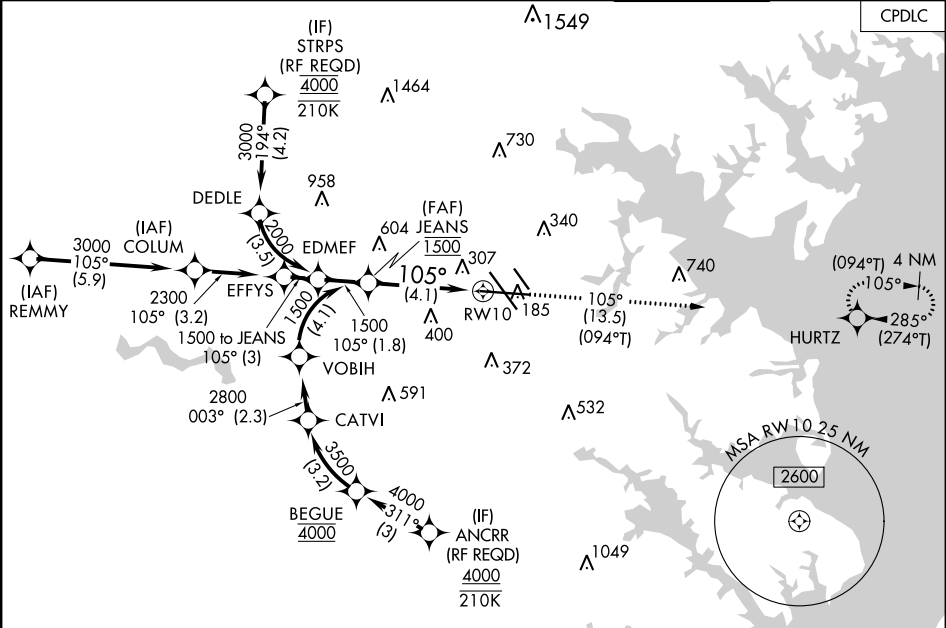 CPDLC
1549
(IF)
STRPS
(RF REQD)
4000
210K
1464
3000
194°
(4.2)
730
DEDLE
958
2000
(3.5)
(IAF)
COLUM
EDMEF
604
(FAF)
JEANS
1500
340
3000
105°
(5.9)
(IAF)
REMMY
2300
105° (3.2)
EFFYS
105°
(4.1)
307
RW10
185
740
105°
(13.5)
(094°T)
(094°T)
105°
4 NM
HURTZ
285°
(274°T)
1500 to JEANS
105° (3)
1500
(4.1)
1500
105° (1.8)
400
VOBIH
372
2800
003° (2.3)
CATVI
591
532
3500
(3.2)
BEGUE
4000
4000
311°
(3)
(IF)
ANCRR
(RF REQD)
4000
210K
1049
MSA RW10 25 NM
2600